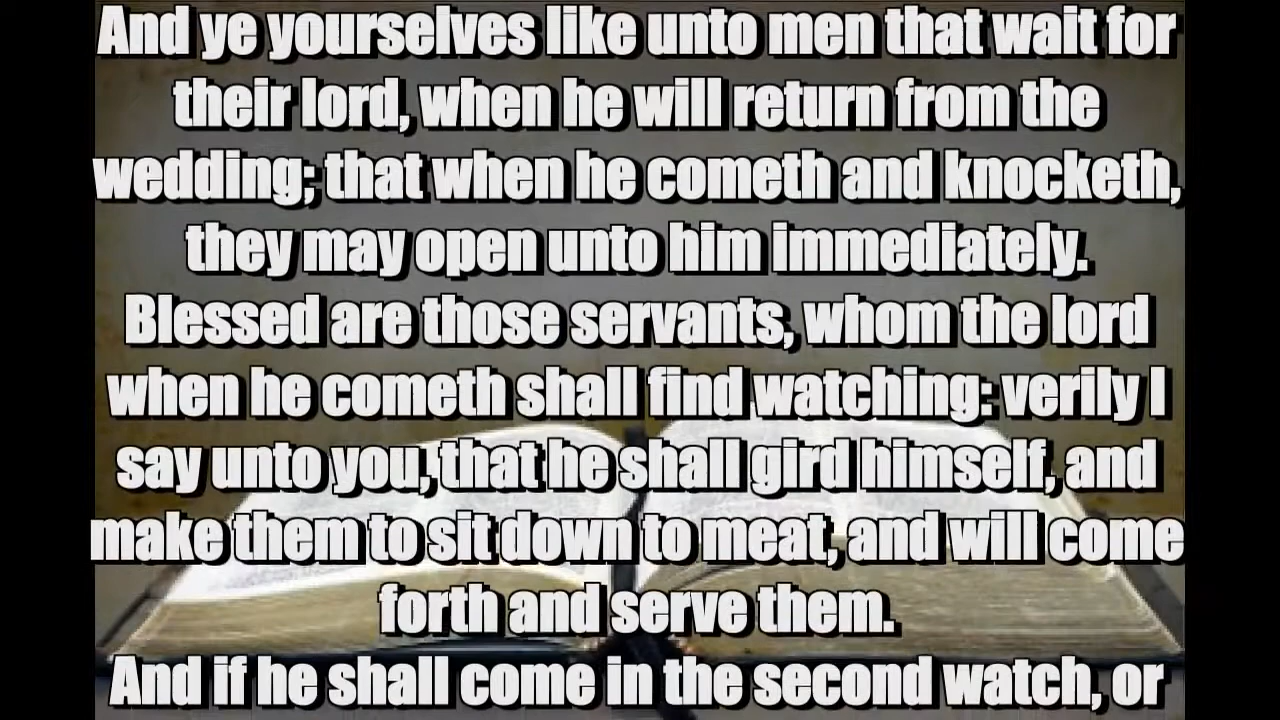 And ye yourselves like unto men that wait for
their lord, when he will return from the
wedding; that when he cometh and knocketh,
they may open unto him immediately.
Blessed are those servants, whom the lord
when he cometh shall find watching: verily I
say unto you, that he shall gird himself, and
make them to sit down to meat, and will come
forth and serve them.
And if he shall come in the second watch, or